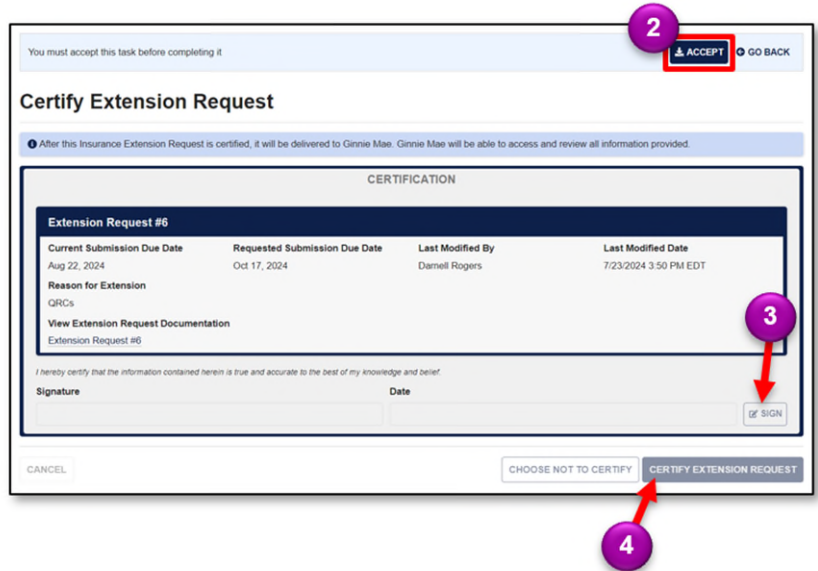 2
You must accept this task before completing it
ACCEPT
GO BACK
Certify Extension Request
After this Insurance Extension Request is certified, it will be delivered to Ginnie Mae. Ginnie Mae will be able to access and review all information provided.
CERTIFICATION
Extension Request #6
Current Submission Due Date Requested Submission Due Date Last Modified By Last Modified Date
Aug 22, 2024 Oct 17, 2024 Darnell Rogers 7/23/2024 3:50 PM EDT
Reason for Extension
QRCs
View Extension Request Documentation
Extension Request #6
3
I hereby certify that the information contained herein is true and accurate to the best of my knowledge and belief.
Signature Date
SIGN
CANCEL CHOOSE NOT TO CERTIFY CERTIFY EXTENSION REQUEST
4